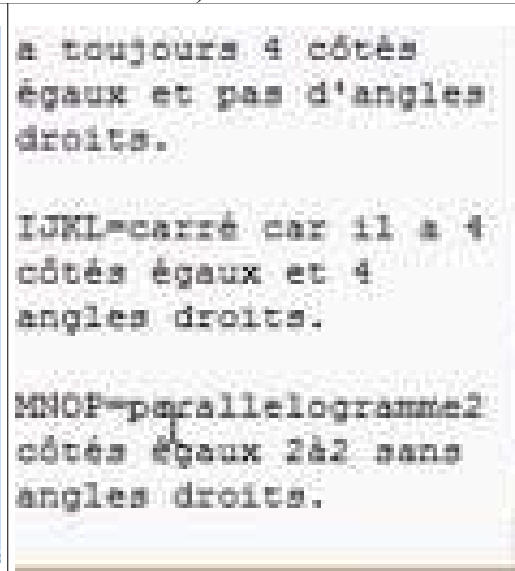 a toujours 4 côtés
égaux et pas d'angles
droits.
IJKL=carré car il a 4
côtés égaux et 4
angles droits.
MNOP=parallelogramme2
côtés égaux 2à2 sans
angles droits.